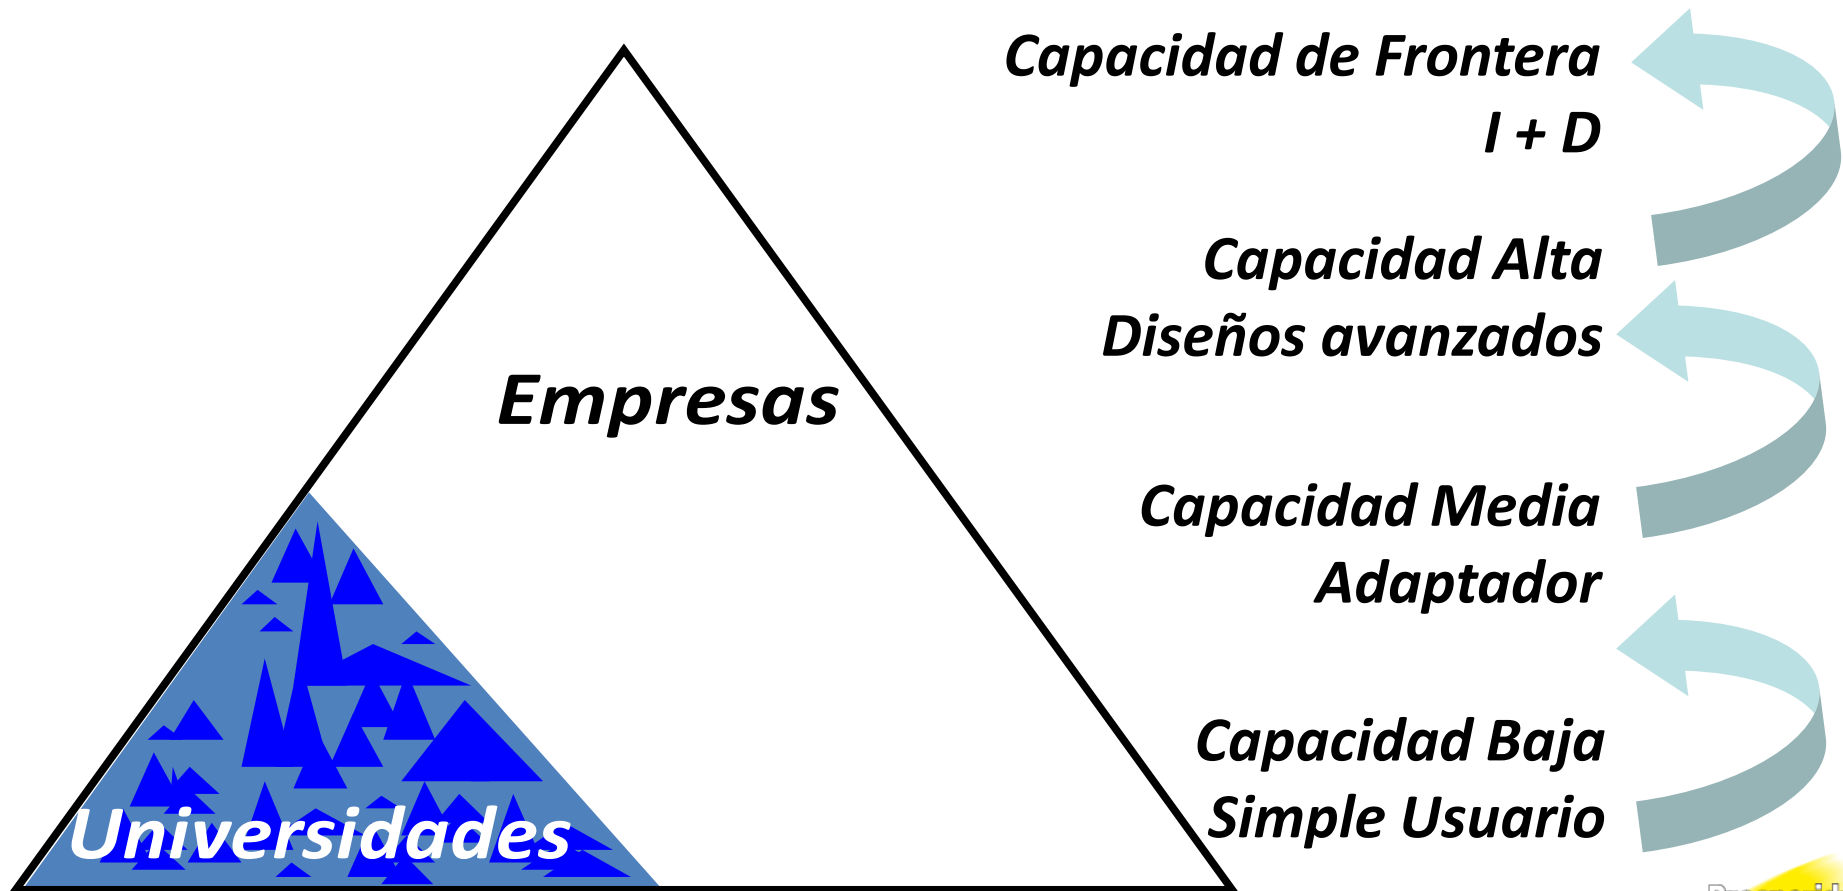 Capacidad de Frontera
I + D
Capacidad Alta
Diseños avanzados
Empresas
Capacidad Media
Adaptador
Capacidad Baja
Simple Usuario
Universidades